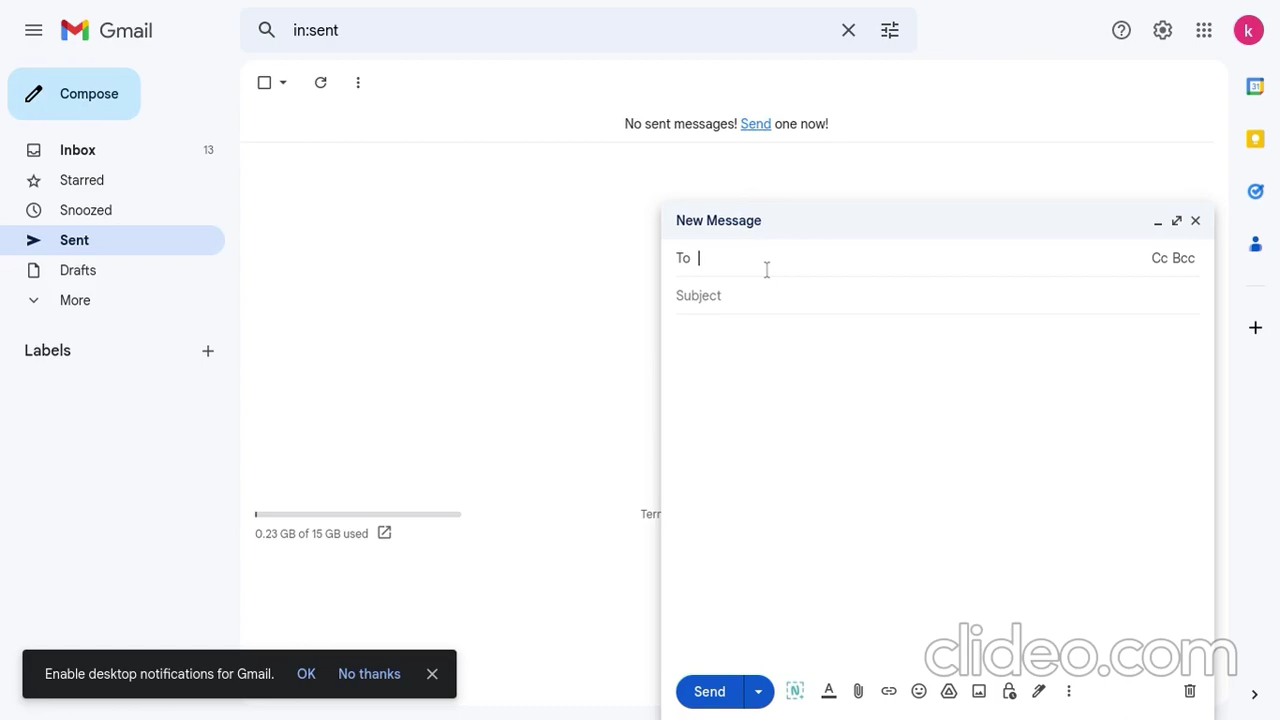 Gmail
in:sent
k
Compose
Inbox 13
Starred
Snoozed
Sent
Drafts
More
Labels
No sent messages! Send one now!
31
New Message
To
Cc Bcc
Subject
0.23 GB of 15 GB used
Enable desktop notifications for Gmail. OK No thanks
Send
N
A
clideo.com